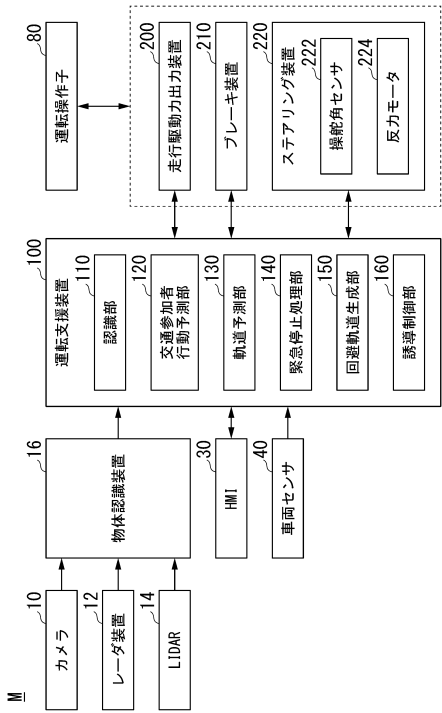 M
10
カメラ
12
レーダ装置
14
LIDAR
16
物体認識装置
30
HMI
40
車両センサ
100
運転支援装置
110
認識部
120
交通参加者
行動予測部
130
軌道予測部
140
緊急停止処理部
150
回避軌道生成部
160
誘導制御部
80
運転操作子
200
走行駆動力出力装置
210
ブレーキ装置
220
ステアリング装置
222
操舵角センサ
224
反力モータ